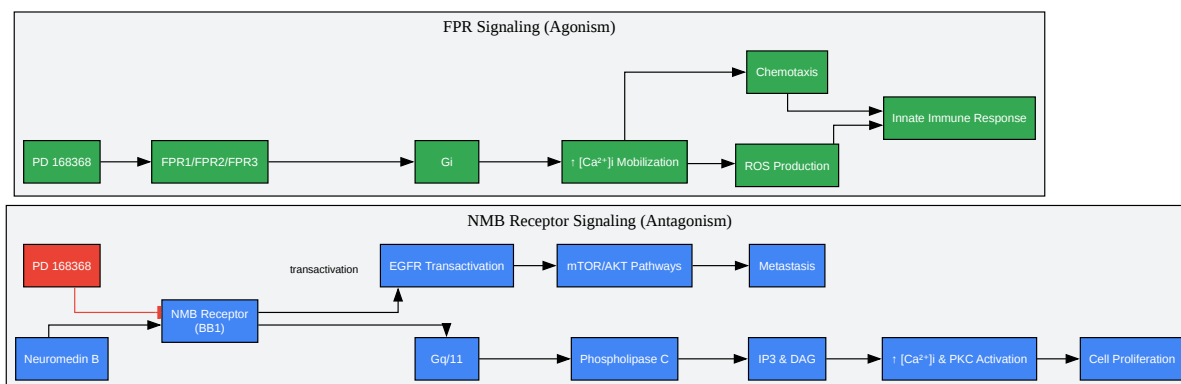 FPR Signaling (Agonism)
Chemotaxis
Innate Immune Response
PD 168368
FPR1/FPR2/FPR3
Gi
↑ [Ca²⁺]i Mobilization
ROS Production
NMB Receptor Signaling (Antagonism)
PD 168368
transactivation
EGFR Transactivation
mTOR/AKT Pathways
Metastasis
NMB Receptor
(BB1)
Neuromedin B
Gq/11
Phospholipase C
IP3 & DAG
↑ [Ca²⁺]i & PKC Activation
Cell Proliferation